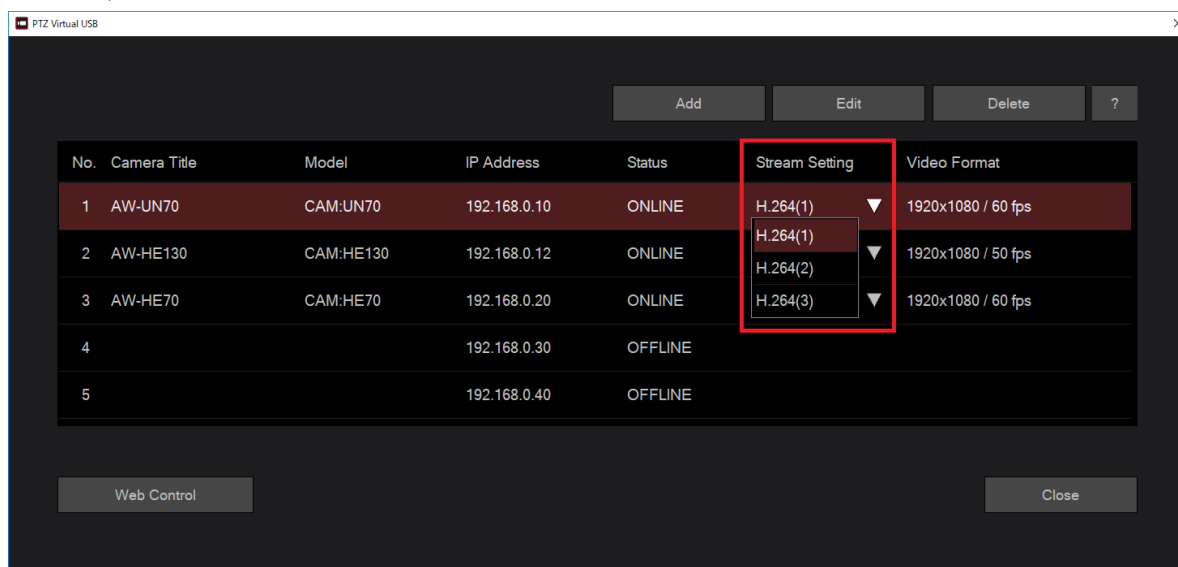 PTZ Virtual USB
Add Edit Delete ?
No. Camera Title Model IP Address Status Stream Setting Video Format
1 AW-UN70 CAM:UN70 192.168.0.10 ONLINE H.264(1) 1920x1080 / 60 fps
H.264(1)
2 AW-HE130 CAM:HE130 192.168.0.12 ONLINE 1920x1080 / 50 fps
H.264(2)
3 AW-HE70 CAM:HE70 192.168.0.20 ONLINE H.264(3) 1920x1080 / 60 fps
4 192.168.0.30 OFFLINE
5 192.168.0.40 OFFLINE
Web Control Close